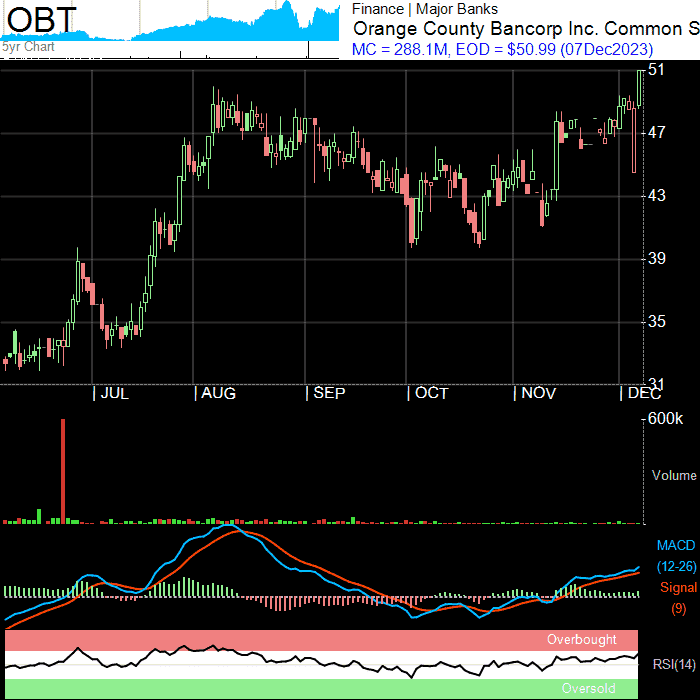 OBT
5yr Chart
Finance | Major Banks
Orange County Bancorp Inc. Common S
MC = 288.1M, EOD = $50.99 (07Dec2023)
51
47
43
39
35
31
JUL AUG SEP OCT NOV DEC
600k
Volume
MACD
(12-26)
Signal
(9)
Overbought
RSI(14)
Oversold